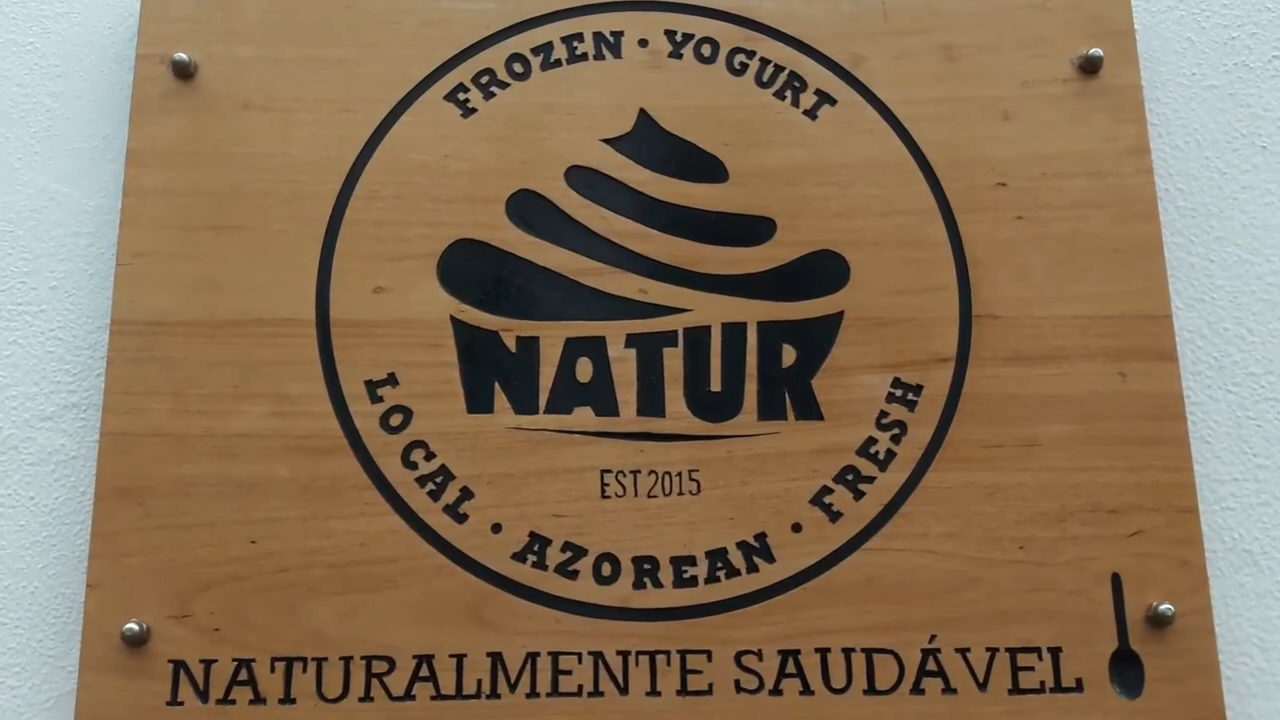 FROZEN · YOGURT
NATUR
EST 2015
LOCAL · AZOREAN · FRESH
NATURALMENTE SAUDÁVEL